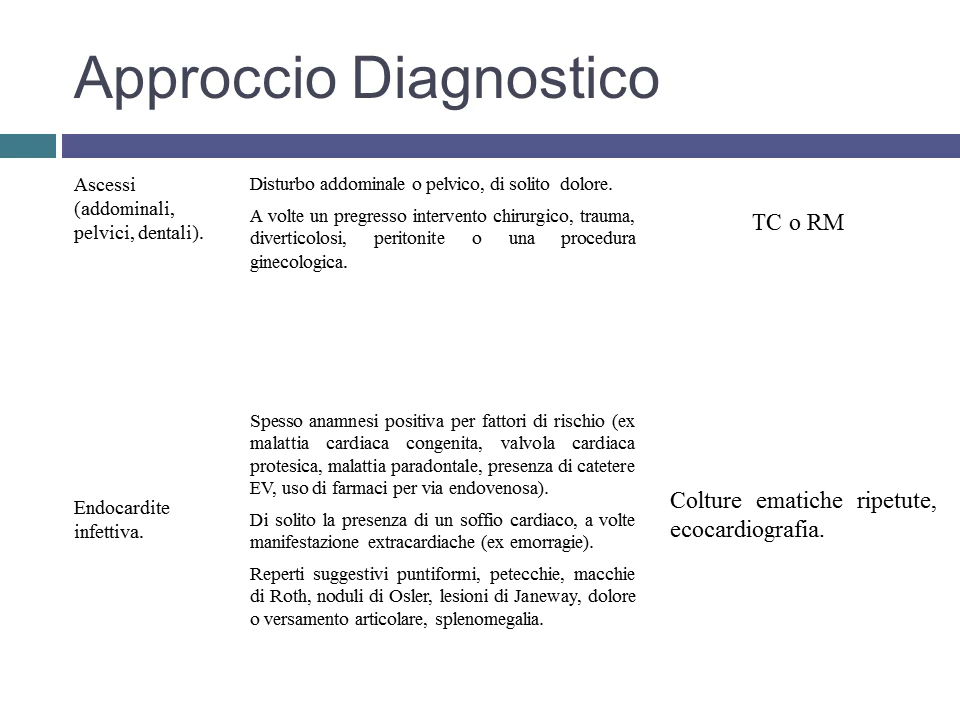 Approccio Diagnostico
Ascessi
(addominali,
pelvici, dentali).
Disturbo addominale o pelvico, di solito dolore.
A volte un pregresso intervento chirurgico, trauma,
diverticolosi, peritonite o una procedura
ginecologica.
TC o RM
Endocardite
infettiva.
Spesso anamnesi positiva per fattori di rischio (ex
malattia cardiaca congenita, valvola cardiaca
protesica, malattia paradontale, presenza di catetere
EV, uso di farmaci per via endovenosa).
Di solito la presenza di un soffio cardiaco, a volte
manifestazione extracardiache (ex emorragie).
Reperti suggestivi puntiformi, petecchie, macchie
di Roth, noduli di Osler, lesioni di Janeway, dolore
o versamento articolare, splenomegalia.
Colture ematiche ripetute,
ecocardiografia.